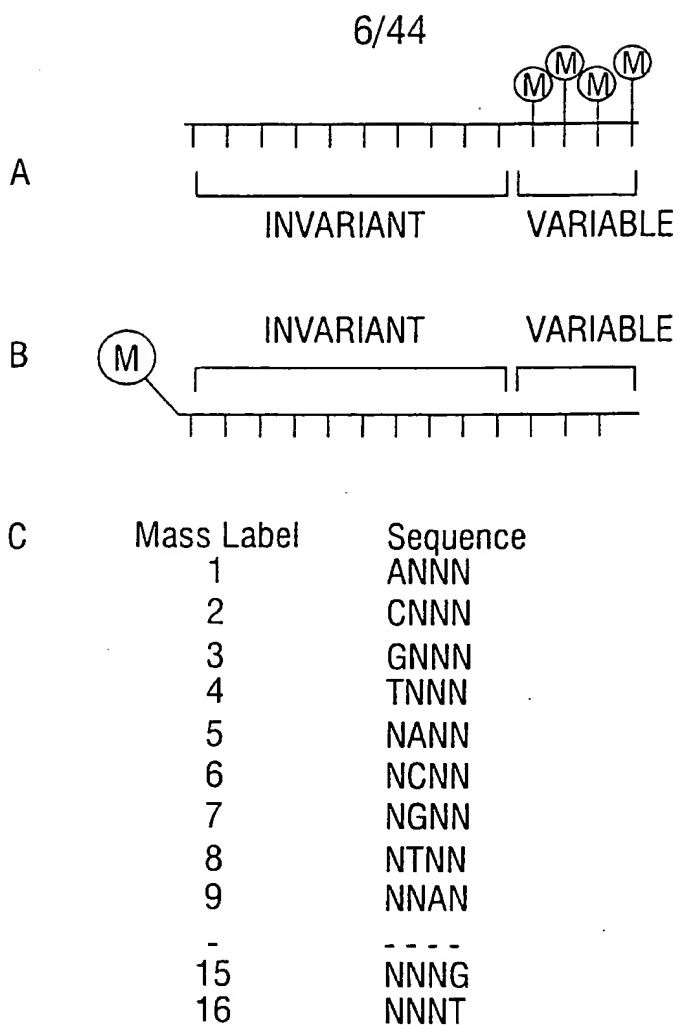 6/44
M M M M
A
INVARIANT VARIABLE
INVARIANT VARIABLE
B M
C Mass Label Sequence
1 ANNN
2 CNNN
3 GNNN
4 TNNN
5 NANN
6 NCNN
7 NGNN
8 NTNN
9 NNAN
- - - - -
15 NNNG
16 NNNT